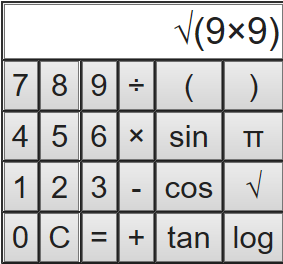 √(9×9)
7 8 9 ÷ ( )
4 5 6 × sin π
1 2 3 - cos √
0 C = + tan log